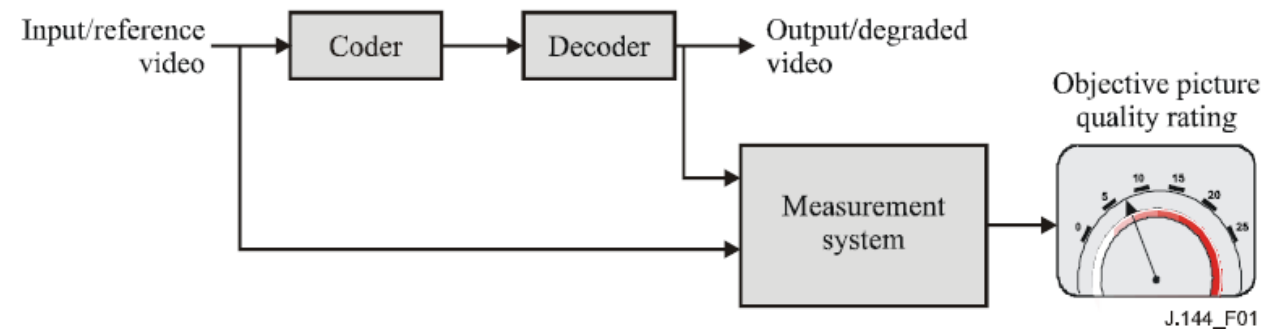 Input/reference
video
Coder
Decoder
Output/degraded
video
Objective picture
quality rating
Measurement
system
0
5
10
15
20
25
J.144_F01